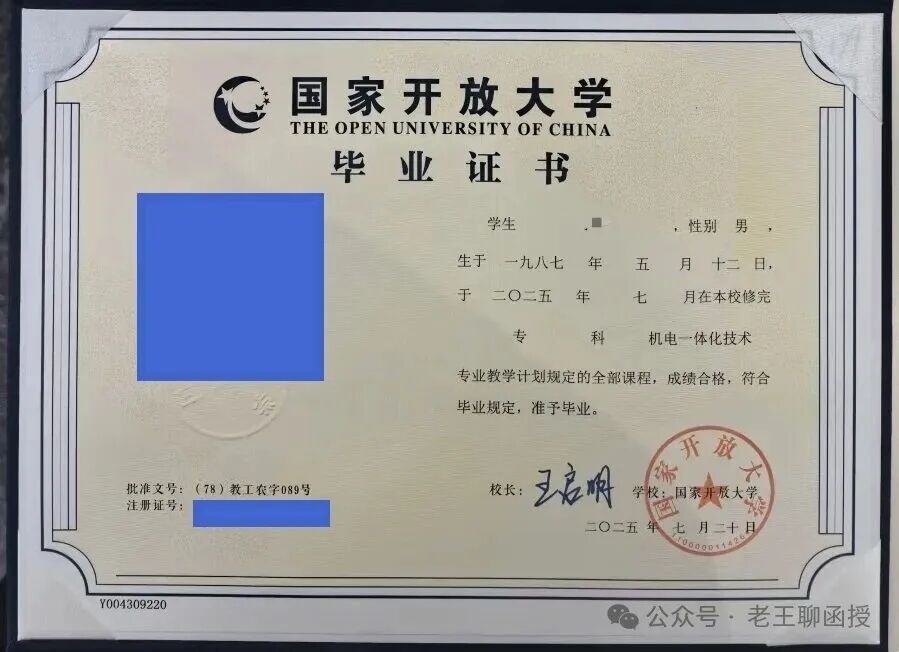 国家开放大学
THE OPEN UNIVERSITY OF CHINA
毕业证书
学生 ，性别 男 ，
生于 一九八七 年 五 月 十二 日，
于 二〇二五 年 七 月在本校修完
专 科 机电一体化技术
专业教学计划规定的全部课程，成绩合格，符合
毕业规定，准予毕业。
批准文号：（78）教工农字089号
注册证号：
校长：王启明 学校：国家开放大学
二〇二五 年 七 月二十 日
国家开放大学
Y004309220
公众号 · 老王聊函授